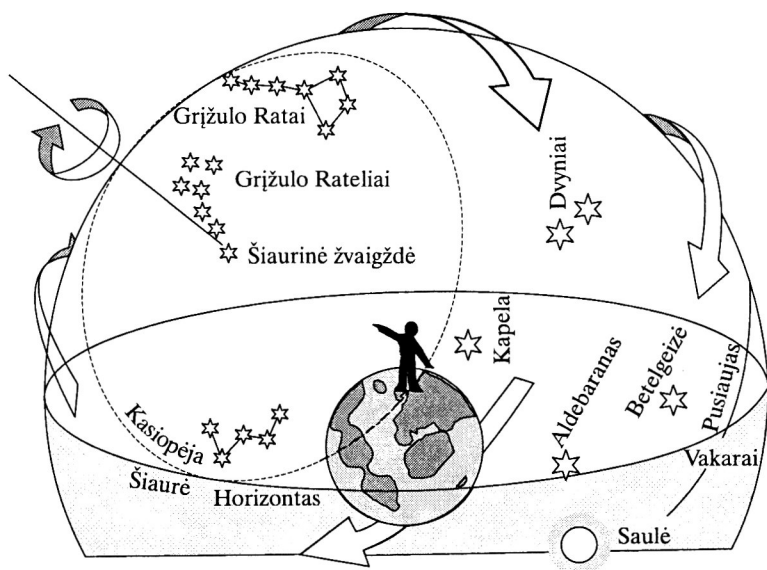 Grįžulo Ratai
Grįžulo Rateliai
Šiaurinė žvaigždė
Dvyniai
Kapela
Aldebaranas
Betelgeizė
Pusiaujas
Vakarai
Kasiopėja
Šiaurė
Horizontas
Saulė